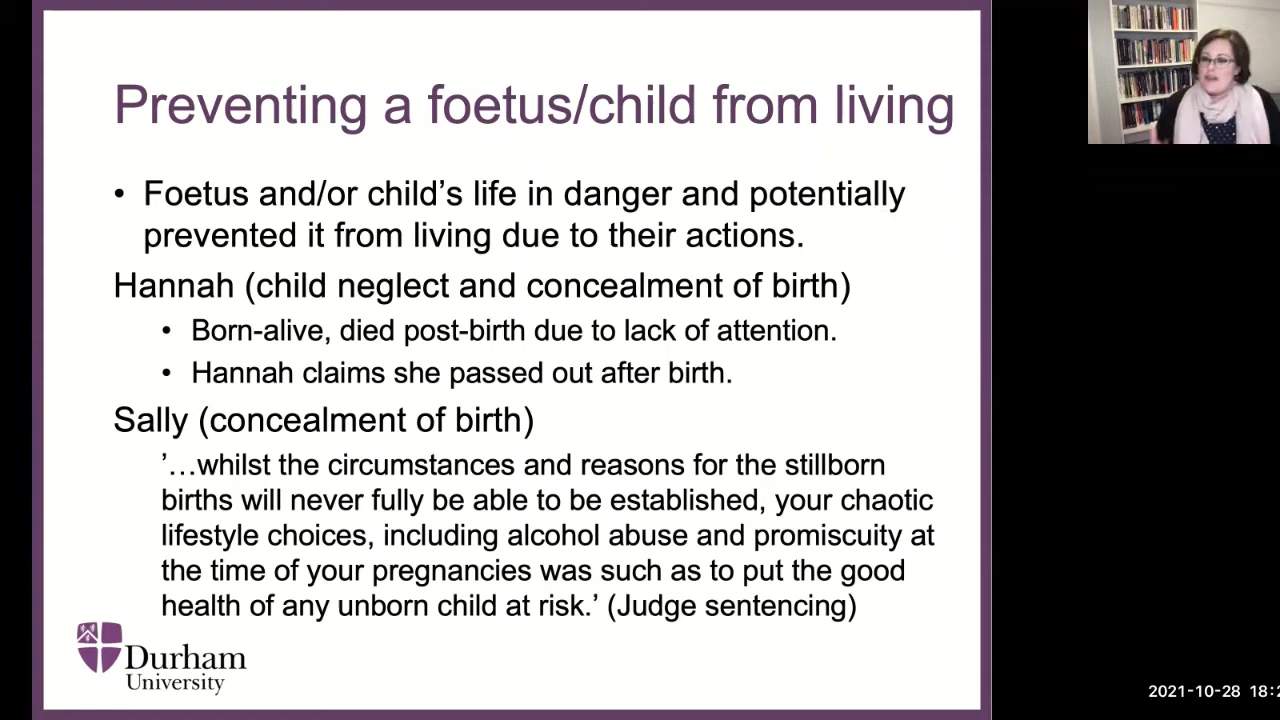 Preventing a foetus/child from living
• Foetus and/or child’s life in danger and potentially
prevented it from living due to their actions.
Hannah (child neglect and concealment of birth)
• Born-alive, died post-birth due to lack of attention.
• Hannah claims she passed out after birth.
Sally (concealment of birth)
’…whilst the circumstances and reasons for the stillborn
births will never fully be able to be established, your chaotic
lifestyle choices, including alcohol abuse and promiscuity at
the time of your pregnancies was such as to put the good
health of any unborn child at risk.’ (Judge sentencing)
Durham
University
2021-10-28 18:2